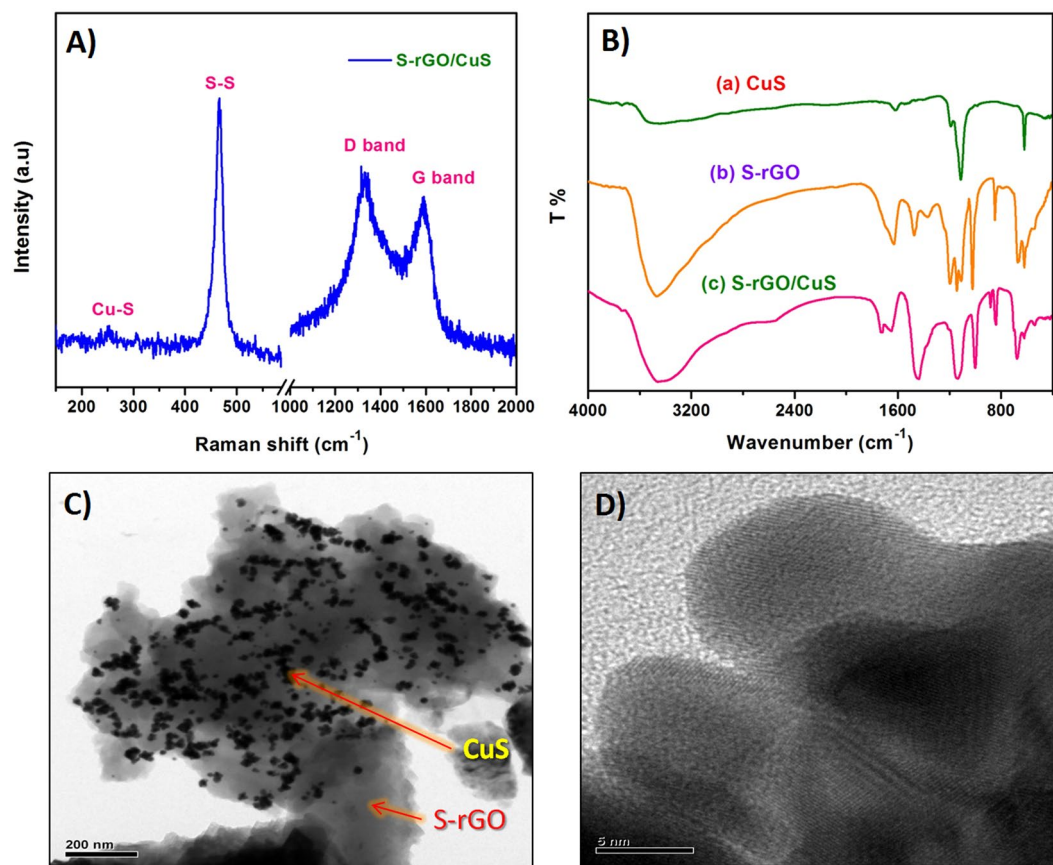 A)
S-rGO/CuS
S-S
D band
G band
Cu-S
Intensity (a.u)
200 300 400 500 1000 1200 1400 1600 1800 2000
Raman shift (cm-1)
B)
(a) CuS
(b) S-rGO
(c) S-rGO/CuS
T %
4000 3200 2400 1600 800
Wavenumber (cm-1)
C)
CuS
S-rGO
200 nm
D)
5 nm